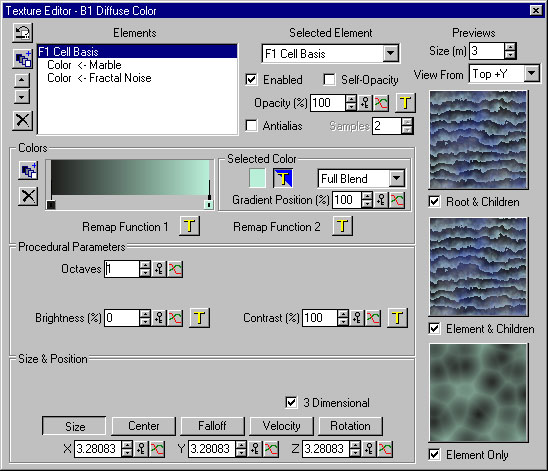 Texture Editor - B1 Diffuse Color
Elements
Selected Element
Previews
F1 Cell Basis
Color <- Marble
Color <- Fractal Noise
F1 Cell Basis
Size (m) 3
View From Top +Y
Enabled
Self-Opacity
Opacity (%) 100 T
Antialias
Samples 2
Root & Children
Colors
Selected Color
T Full Blend
Gradient Position (%) 100
Remap Function 1 T
Remap Function 2 T
Element & Children
Procedural Parameters
Octaves 1
Brightness (%) 0 T
Contrast (%) 100 T
Size & Position
3 Dimensional
Size
Center
Falloff
Velocity
Rotation
X 3.28083
Y 3.28083
Z 3.28083
Element Only